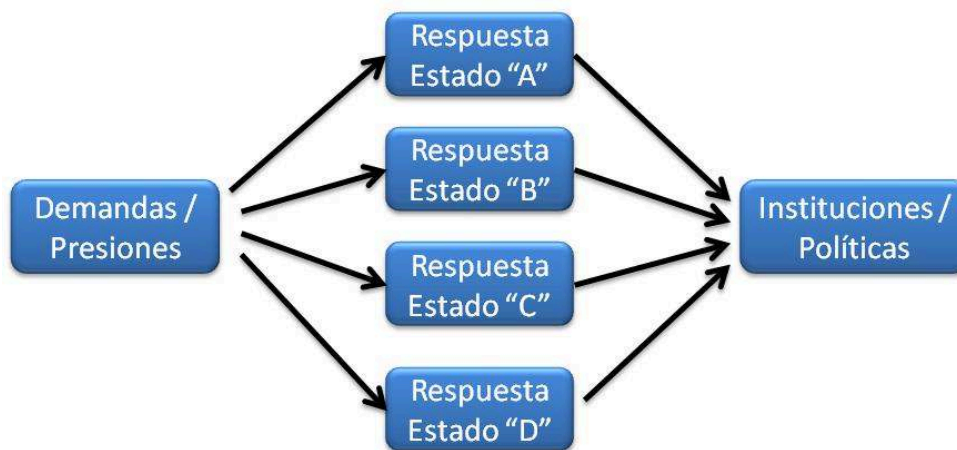 Respuesta
Estado “A”
Respuesta
Estado “B”
Demandas /
Presiones
Instituciones /
Políticas
Respuesta
Estado “C”
Respuesta
Estado “D”